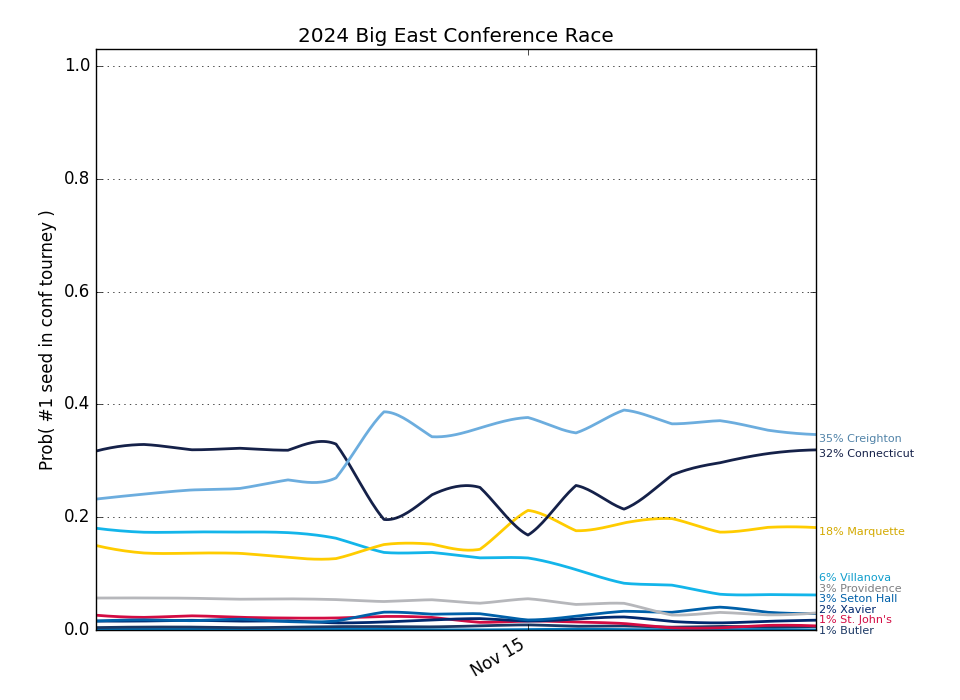 2024 Big East Conference Race
Prob( #1 seed in conf tourney )
1.0
0.8
0.6
0.4
0.2
0.0
Nov 15
35% Creighton
32% Connecticut
18% Marquette
6% Villanova
3% Providence
3% Seton Hall
2% Xavier
1% St. John's
1% Butler